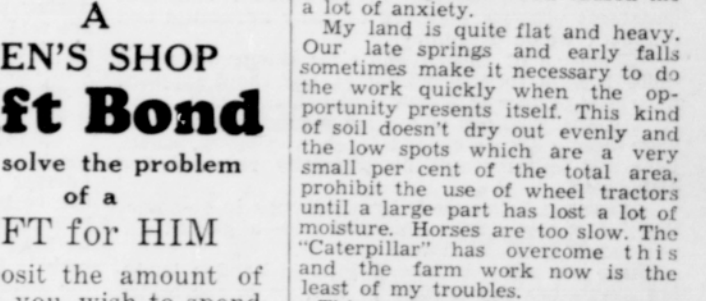 A
EN'S SHOP
ft Bond
solve the problem
of a
FT for HIM
osit the amount of
you wish to spend
a lot of anxiety.
My land is quite flat and heavy.
Our late springs and early falls
sometimes make it necessary to do
the work quickly when the op-
portunity presents itself. This kind
of soil doesn't dry out evenly and
the low spots which are a very
small per cent of the total area,
prohibit the use of wheel tractors
until a large part has lost a lot of
moisture. Horses are too slow. The
"Caterpillar" has overcome this
and the farm work now is the
least of my troubles.